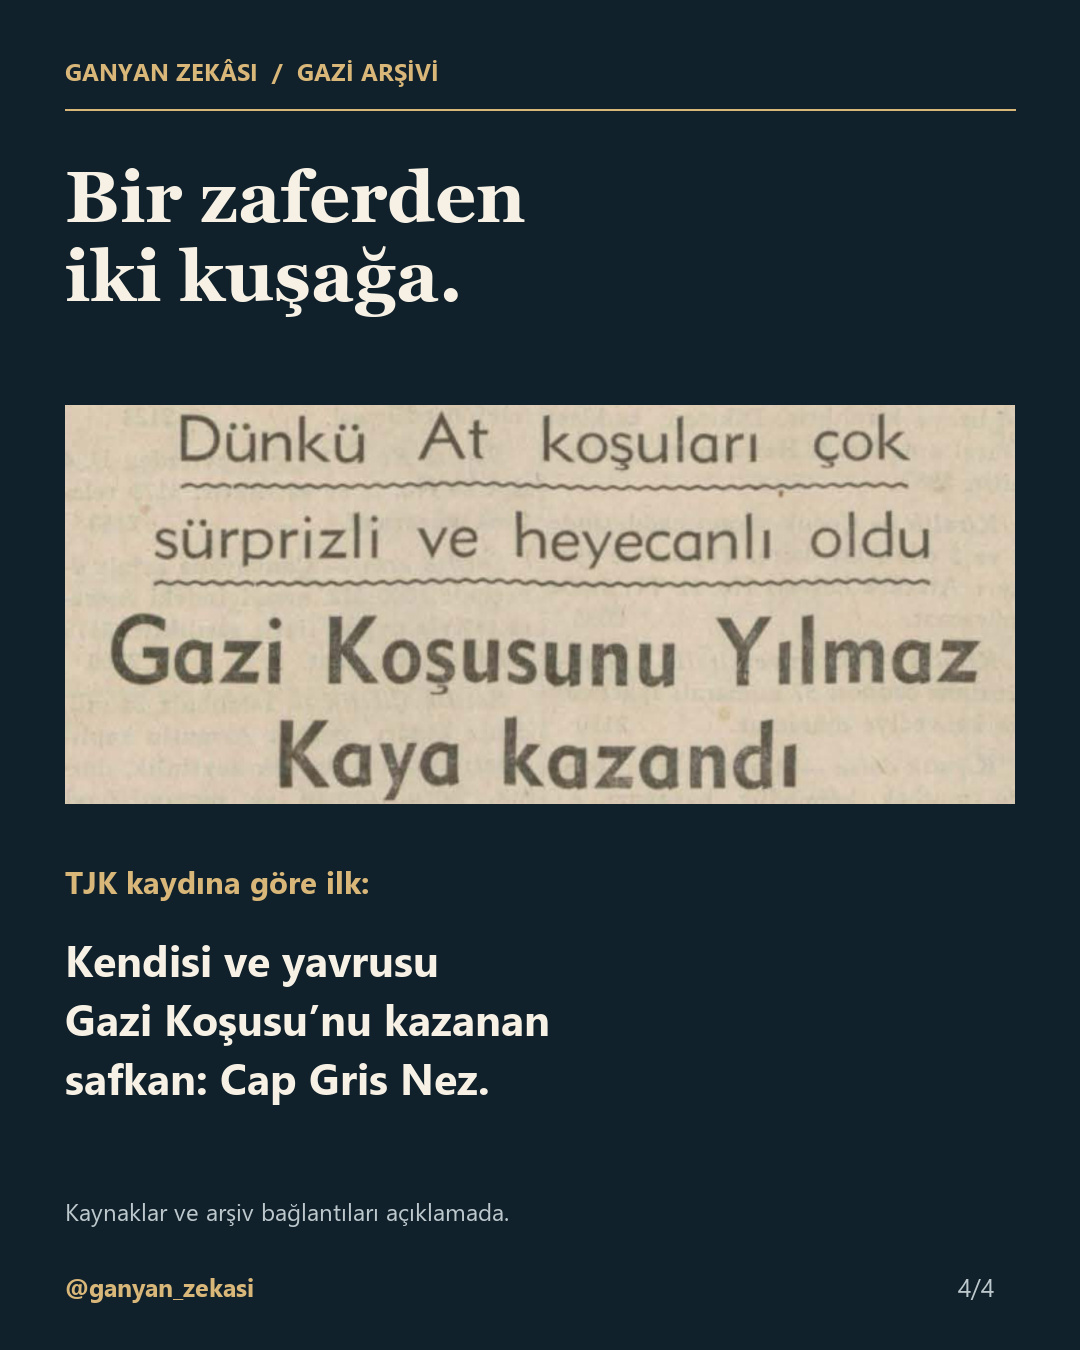 GANYAN ZEKÂSI / GAZİ ARŞİVİ
Bir zaferden
iki kuşağa.
Dünkü At koşuları çok
sürprizli ve heyecanlı oldu
Gazi Koşusunu Yılmaz
Kaya kazandı
TJK kaydına göre ilk:
Kendisi ve yavrusu
Gazi Koşusu’nu kazanan
safkan: Cap Gris Nez.
Kaynaklar ve arşiv bağlantıları açıklamada.
@ganyan_zekasi
4/4